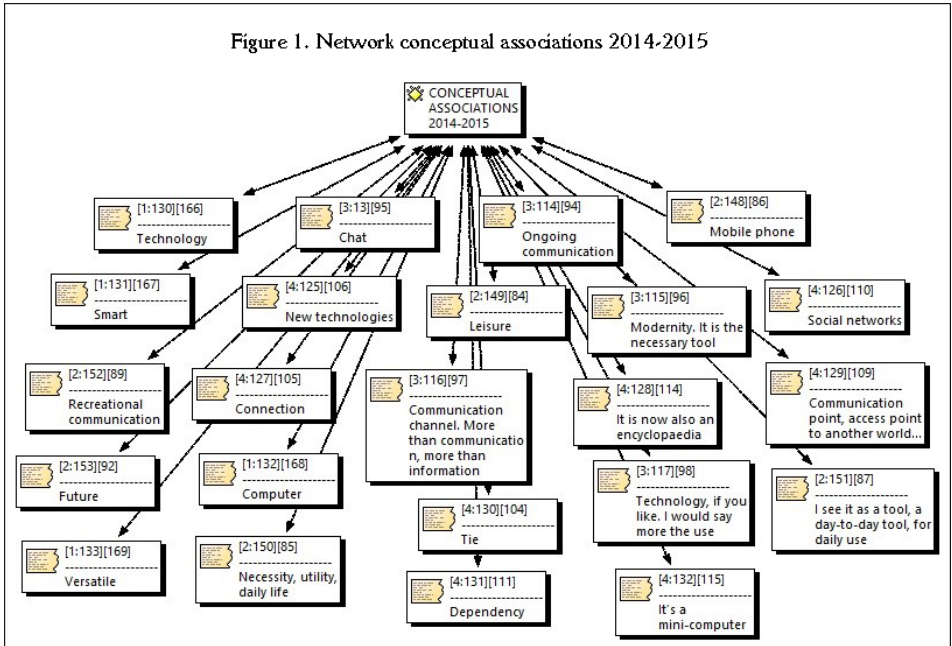 Figure 1. Network conceptual associations 2014-2015
CONCEPTUAL
ASSOCIATIONS
2014-2015
[1:130][166]
Technology
[3:13][95]
Chat
[3:114][94]
Ongoing
communication
[2:148][86]
Mobile phone
[1:131][167]
Smart
[4:125][106]
New technologies
[2:149][84]
Leisure
[3:115][96]
Modernity. It is the
necessary tool
[4:126][110]
Social networks
[2:152][89]
Recreational
communication
[4:127][105]
Connection
[3:116][97]
Communication
channel. More
than communicatio
n, more than
information
[4:128][114]
It is now also an
encyclopaedia
[4:129][109]
Communication
point, access point
to another world...
[2:153][92]
Future
[1:132][168]
Computer
[3:117][98]
Technology, if you
like. I would say
more the use
[2:151][87]
I see it as a tool, a
day-to-day tool, for
daily use
[4:130][104]
Tie
[1:133][169]
Versatile
[2:150][85]
Necessity, utility,
daily life
[4:131][111]
Dependency
[4:132][115]
It's a
mini-computer